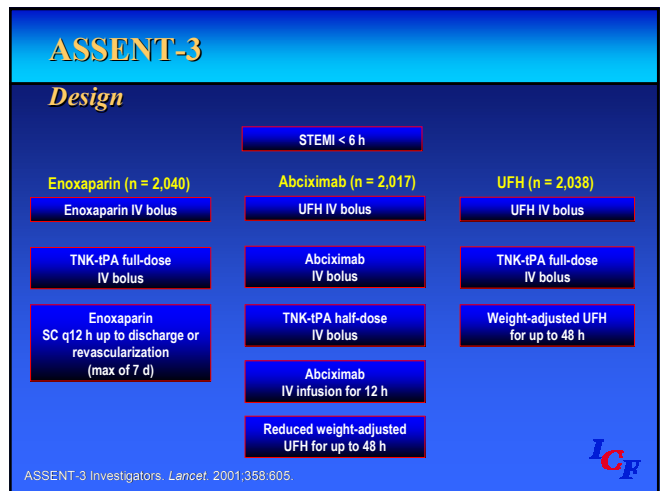 ASSENT-3
Design
STEMI < 6 h
Enoxaparin (n = 2,040)
Enoxaparin IV bolus
TNK-tPA full-dose
IV bolus
Enoxaparin
SC q12 h up to discharge or
revascularization
(max of 7 d)
Abciximab (n = 2,017)
UFH IV bolus
Abciximab
IV bolus
TNK-tPA half-dose
IV bolus
Abciximab
IV infusion for 12 h
Reduced weight-adjusted
UFH for up to 48 h
UFH (n = 2,038)
UFH IV bolus
TNK-tPA full-dose
IV bolus
Weight-adjusted UFH
for up to 48 h
ASSENT-3 Investigators. Lancet. 2001;358:605.
ICF